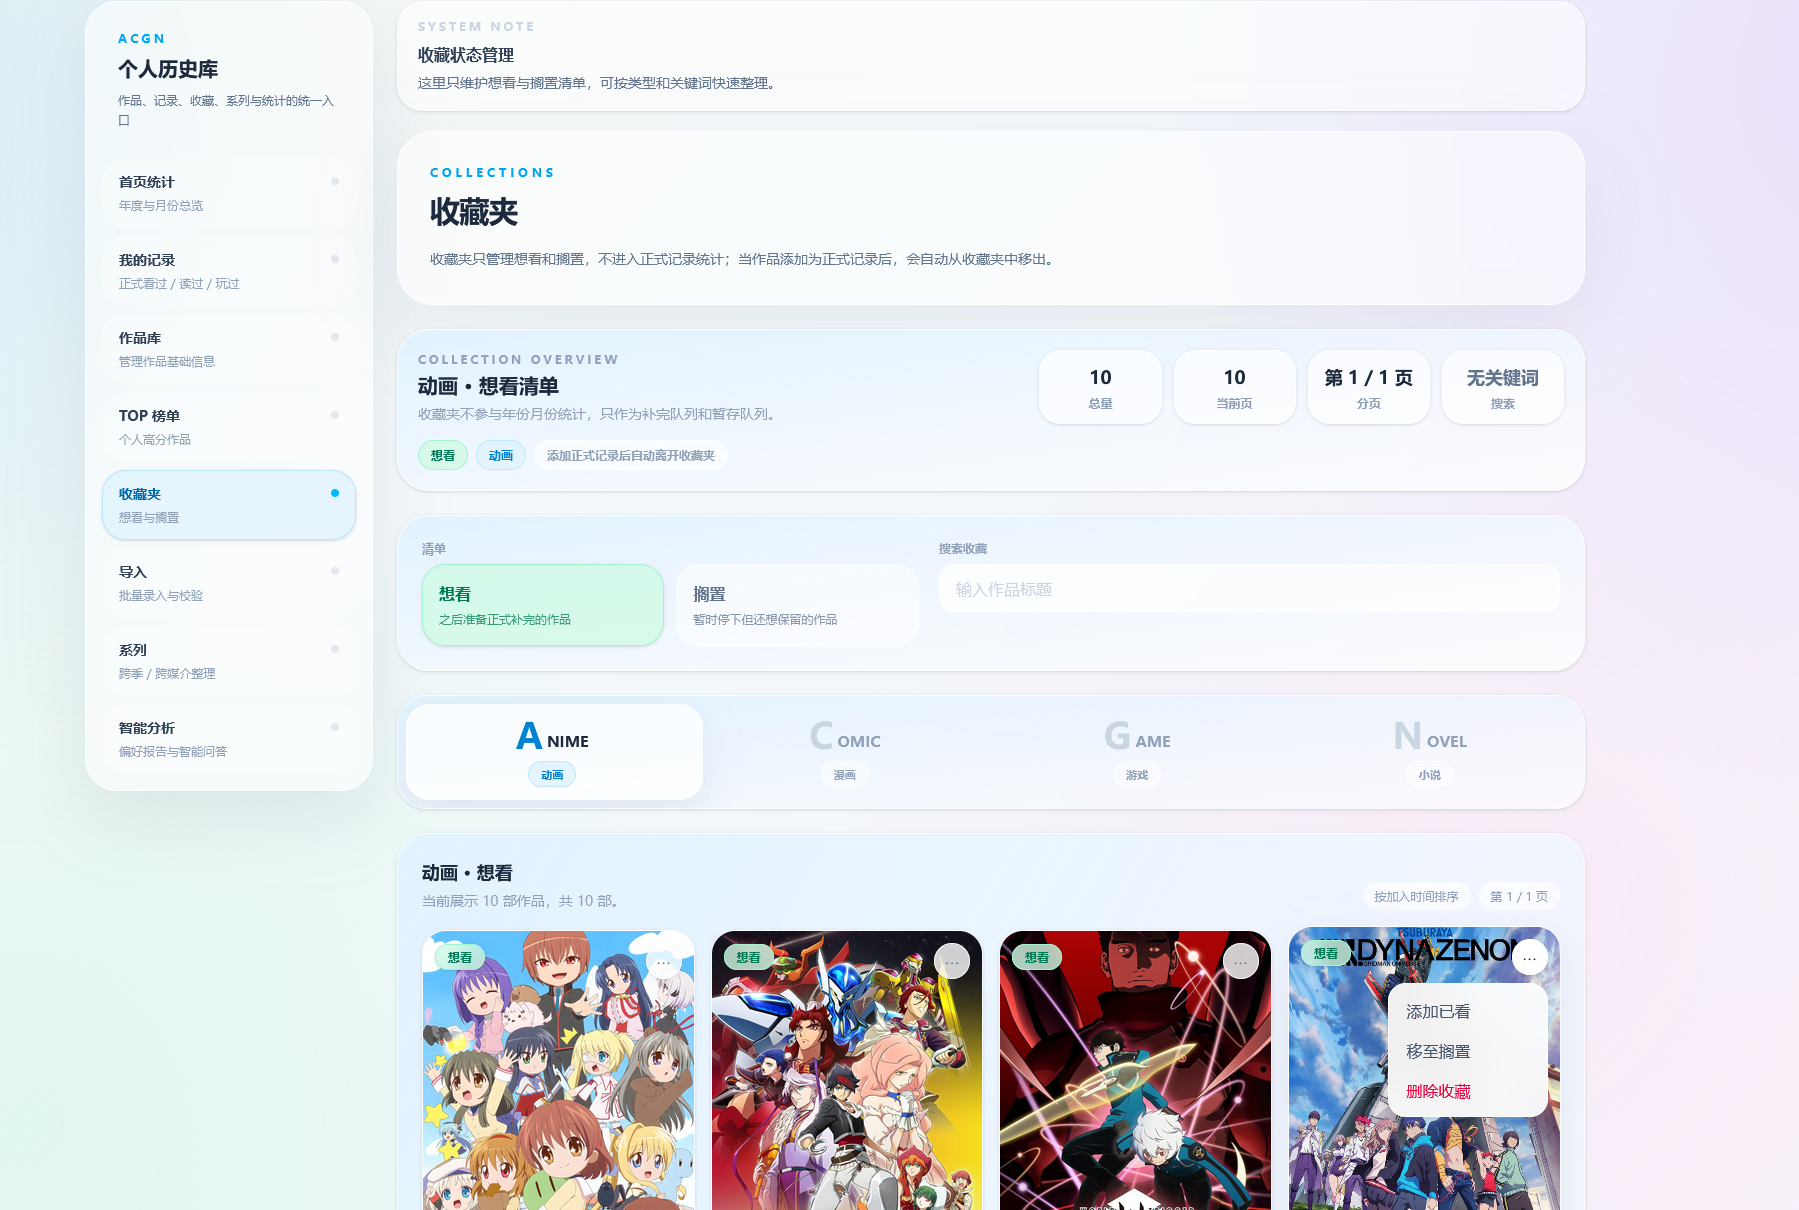 ACGN
个人历史库
作品、记录、收藏、系列与统计的统一入
口
首页统计
年度与月份总览
我的记录
正式看过 / 读过 / 玩过
作品库
管理作品基础信息
TOP 榜单
个人高分作品
收藏夹
想看与搁置
导入
批量录入与校验
系列
跨季 / 跨媒介整理
智能分析
偏好报告与智能问答
SYSTEM NOTE
收藏状态管理
这里只维护想看与搁置清单，可按类型和关键词快速整理。
COLLECTIONS
收藏夹
收藏夹只管理想看和搁置，不进入正式记录统计；当作品添加为正式记录后，会自动从收藏夹中移出。
COLLECTION OVERVIEW
动画 • 想看清单
收藏夹不参与年份月份统计，只作为补完队列和暂存队列。
想看 动画 添加正式记录后自动离开收藏夹
10
总量
10
当前页
第 1 / 1 页
分页
无关键词
搜索
清单
想看
之后准备正式补完的作品
搁置
暂时停下但还想保留的作品
搜索收藏
输入作品标题
ANIME
动画
COMIC
漫画
GAME
游戏
NOVEL
小说
动画 • 想看
当前展示 10 部作品，共 10 部。
按加入时间排序 第 1 / 1 页
想看 ...
想看 ...
想看 ...
TSUBURAYA
想看 DYNAZENON ...
GRIDMAN UNIVERSE
添加已看
移至搁置
删除收藏